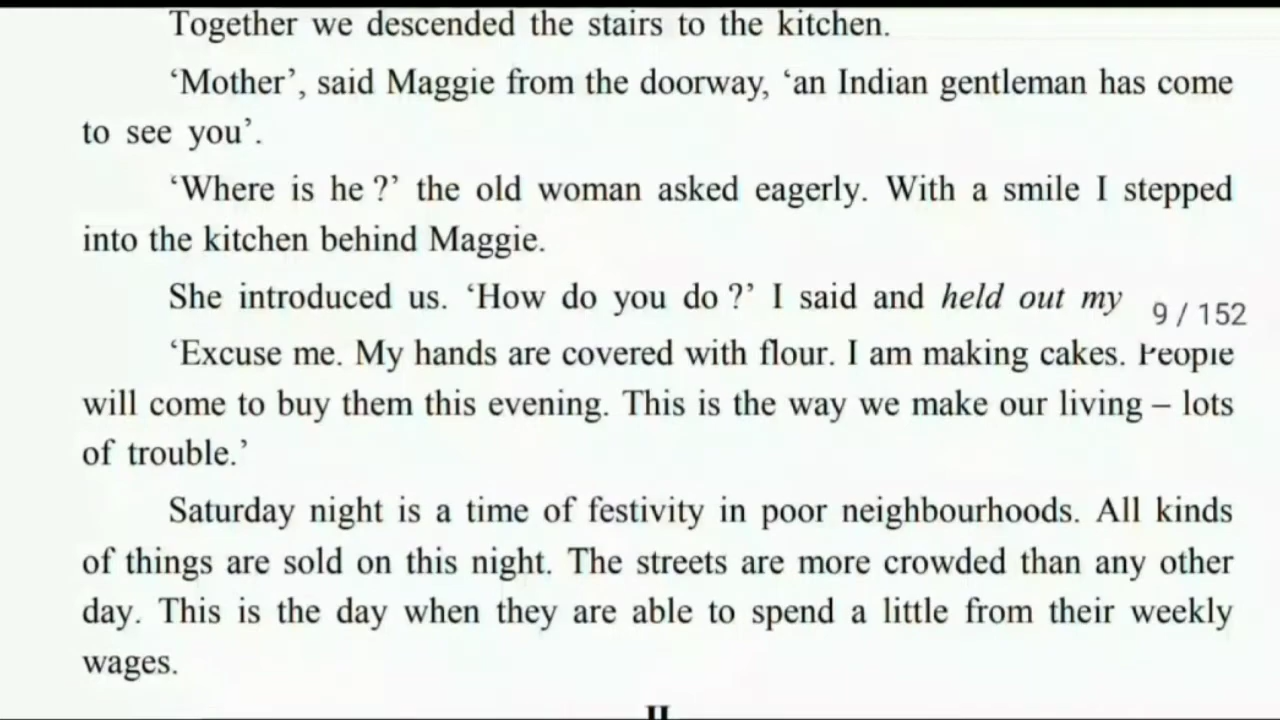 Together we descended the stairs to the kitchen.
‘Mother’, said Maggie from the doorway, ‘an Indian gentleman has come
to see you’.
‘Where is he ?’ the old woman asked eagerly. With a smile I stepped
into the kitchen behind Maggie.
She introduced us. ‘How do you do ?’ I said and held out my
9 / 152
‘Excuse me. My hands are covered with flour. I am making cakes. People
will come to buy them this evening. This is the way we make our living – lots
of trouble.’
Saturday night is a time of festivity in poor neighbourhoods. All kinds
of things are sold on this night. The streets are more crowded than any other
day. This is the day when they are able to spend a little from their weekly
wages.
II